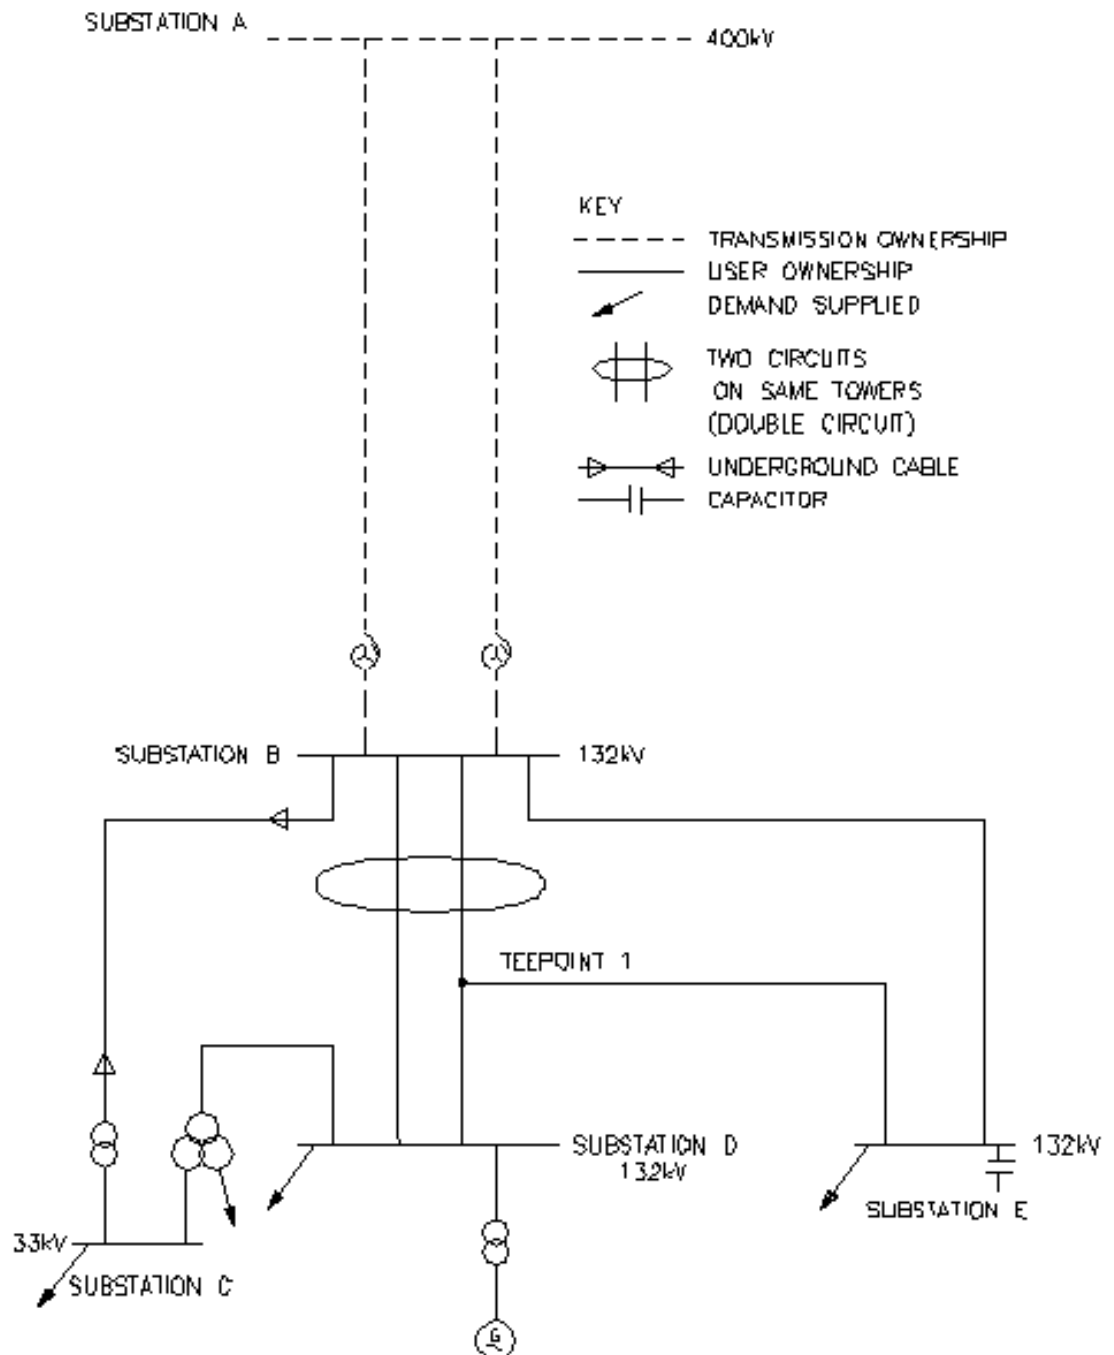 SUBSTATION A
400kV
KEY
TRANSMISSION OWNERSHIP
USER OWNERSHIP
DEMAND SUPPLIED
TWO CIRCUITS
ON SAME TOWERS
(DOUBLE CIRCUIT)
UNDERGROUND CABLE
CAPACITOR
SUBSTATION B
132kV
TEEPOINT 1
SUBSTATION D
132kV
132kV
SUBSTATION E
33kV
SUBSTATION C
G